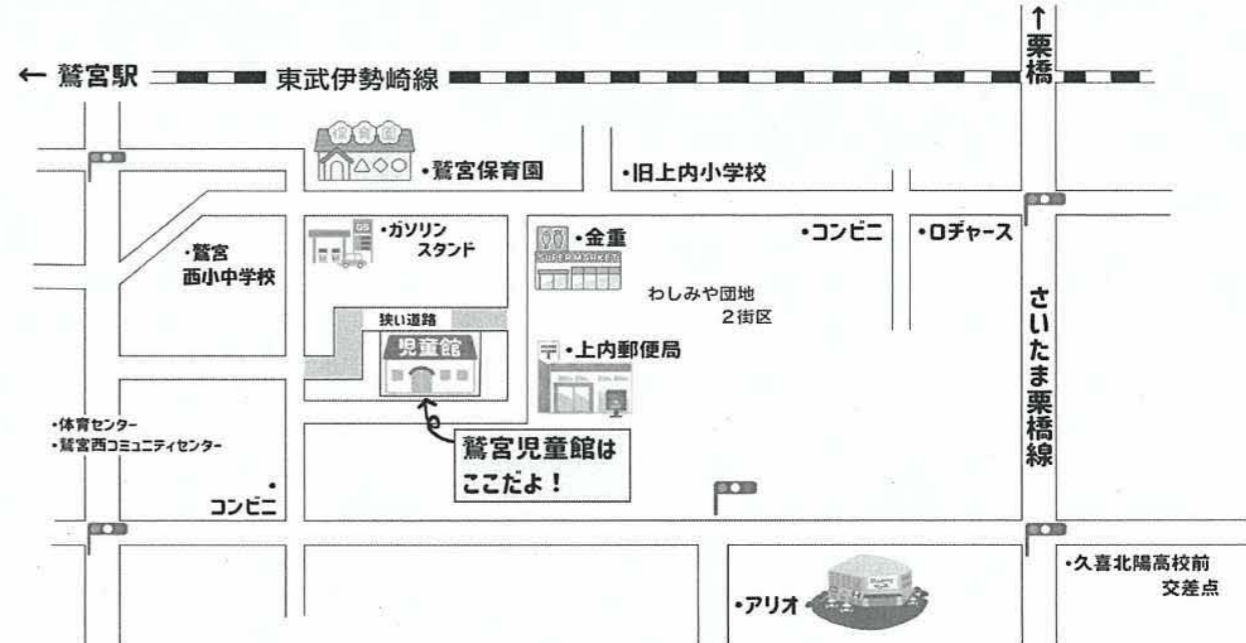 ↑栗橋
← 鷲宮駅
東武伊勢崎線
保育園
・鷲宮保育園
・旧上内小学校
・鷲宮
西小中学校
GS
・ガソリン
スタンド
・金重
SUPERMARKET
・コンビニ
・ロヂャース
わしみや団地
2街区
さいたま栗橋線
狭い道路
児童館
〒
・上内郵便局
・体育センター
・鷲宮西コミュニティセンター
・
コンビニ
鷲宮児童館は
ここだよ!
・アリオ
・久喜北陽高校前
交差点